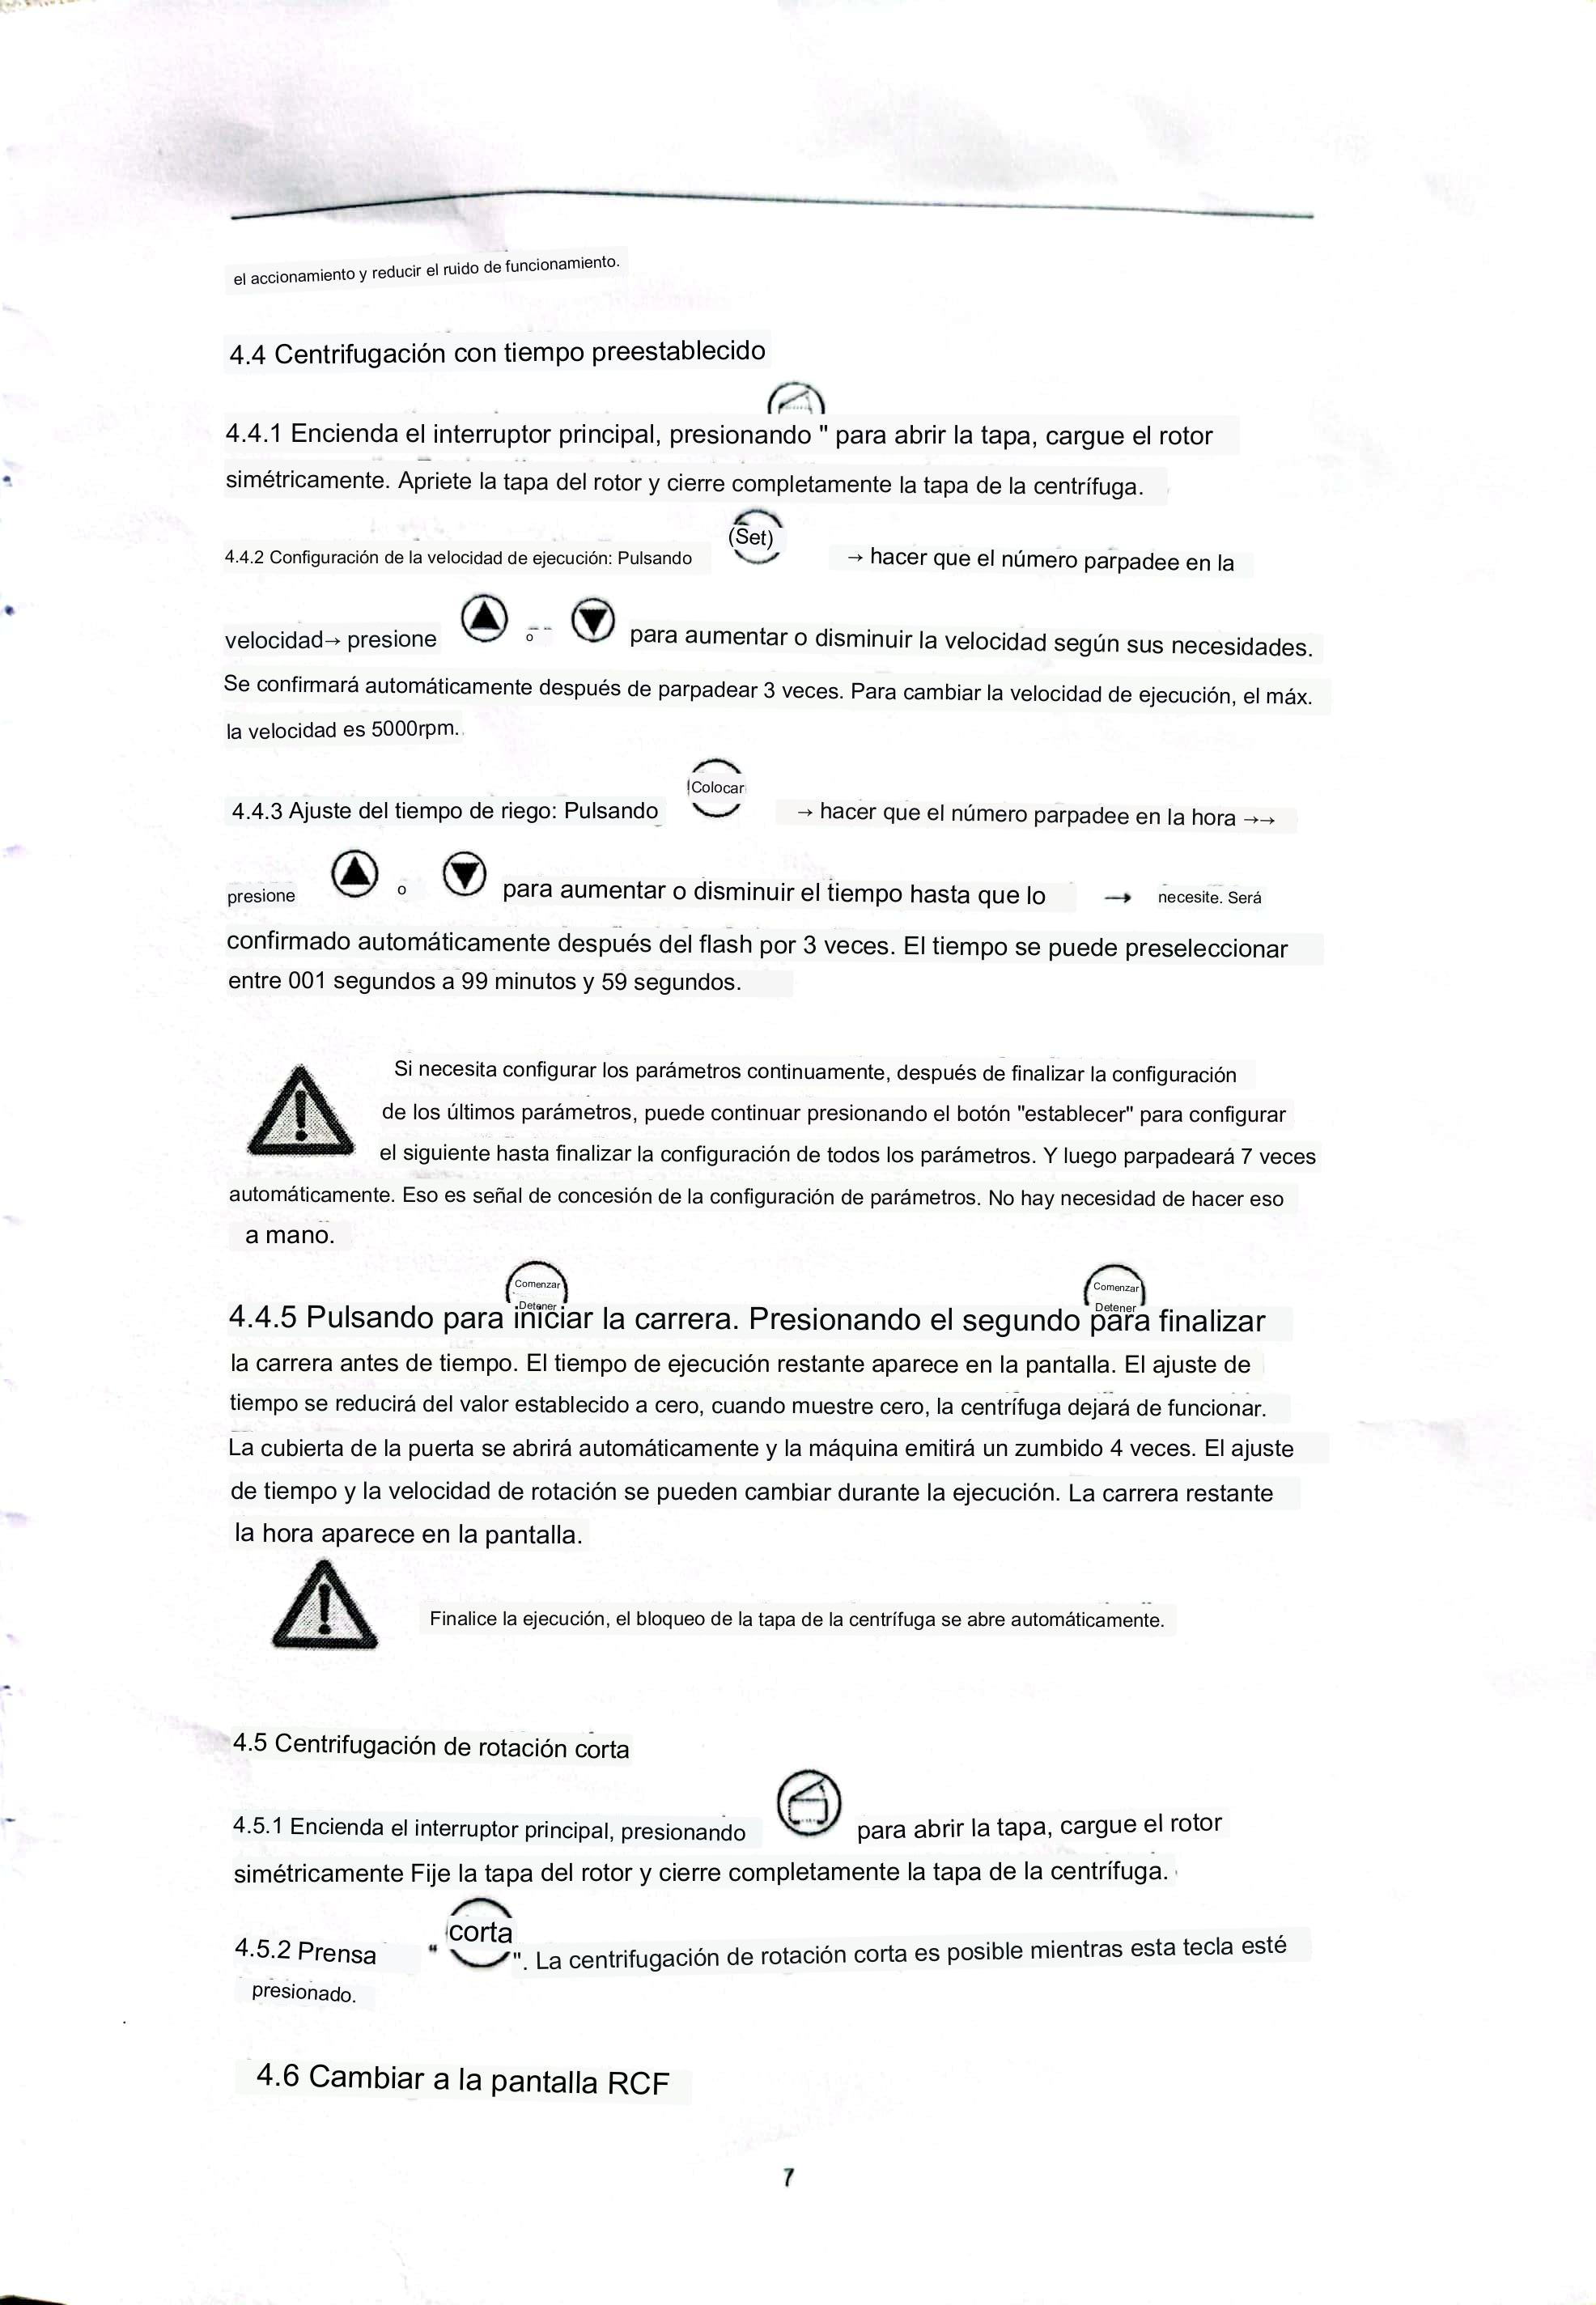 el accionamiento y reducir el ruido de funcionamiento.
4.4 Centrifugación con tiempo preestablecido
4.4.1 Encienda el interruptor principal, presionando " para abrir la tapa, cargue el rotor
simétricamente. Apriete la tapa del rotor y cierre completamente la tapa de la centrífuga.
4.4.2 Configuración de la velocidad de ejecución: Pulsando (Set) → hacer que el número parpadee en la
velocidad→ presione ▲ o ▼ para aumentar o disminuir la velocidad según sus necesidades.
Se confirmará automáticamente después de parpadear 3 veces. Para cambiar la velocidad de ejecución, el máx.
la velocidad es 5000rpm.
4.4.3 Ajuste del tiempo de riego: Pulsando Colocar → hacer que el número parpadee en la hora →→
presione ▲ o ▼ para aumentar o disminuir el tiempo hasta que lo → necesite. Será
confirmado automáticamente después del flash por 3 veces. El tiempo se puede preseleccionar
entre 001 segundos a 99 minutos y 59 segundos.
Si necesita configurar los parámetros continuamente, después de finalizar la configuración
de los últimos parámetros, puede continuar presionando el botón "establecer" para configurar
el siguiente hasta finalizar la configuración de todos los parámetros. Y luego parpadeará 7 veces
automáticamente. Eso es señal de concesión de la configuración de parámetros. No hay necesidad de hacer eso
a mano.
Comenzar Comenzar
Detener Detener
4.4.5 Pulsando para iniciar la carrera. Presionando el segundo para finalizar
la carrera antes de tiempo. El tiempo de ejecución restante aparece en la pantalla. El ajuste de
tiempo se reducirá del valor establecido a cero, cuando muestre cero, la centrífuga dejará de funcionar.
La cubierta de la puerta se abrirá automáticamente y la máquina emitirá un zumbido 4 veces. El ajuste
de tiempo y la velocidad de rotación se pueden cambiar durante la ejecución. La carrera restante
la hora aparece en la pantalla.
Finalice la ejecución, el bloqueo de la tapa de la centrífuga se abre automáticamente.
4.5 Centrifugación de rotación corta
4.5.1 Encienda el interruptor principal, presionando para abrir la tapa, cargue el rotor
simétricamente Fije la tapa del rotor y cierre completamente la tapa de la centrífuga.
4.5.2 Prensa " corta ". La centrifugación de rotación corta es posible mientras esta tecla esté
presionado.
4.6 Cambiar a la pantalla RCF
7